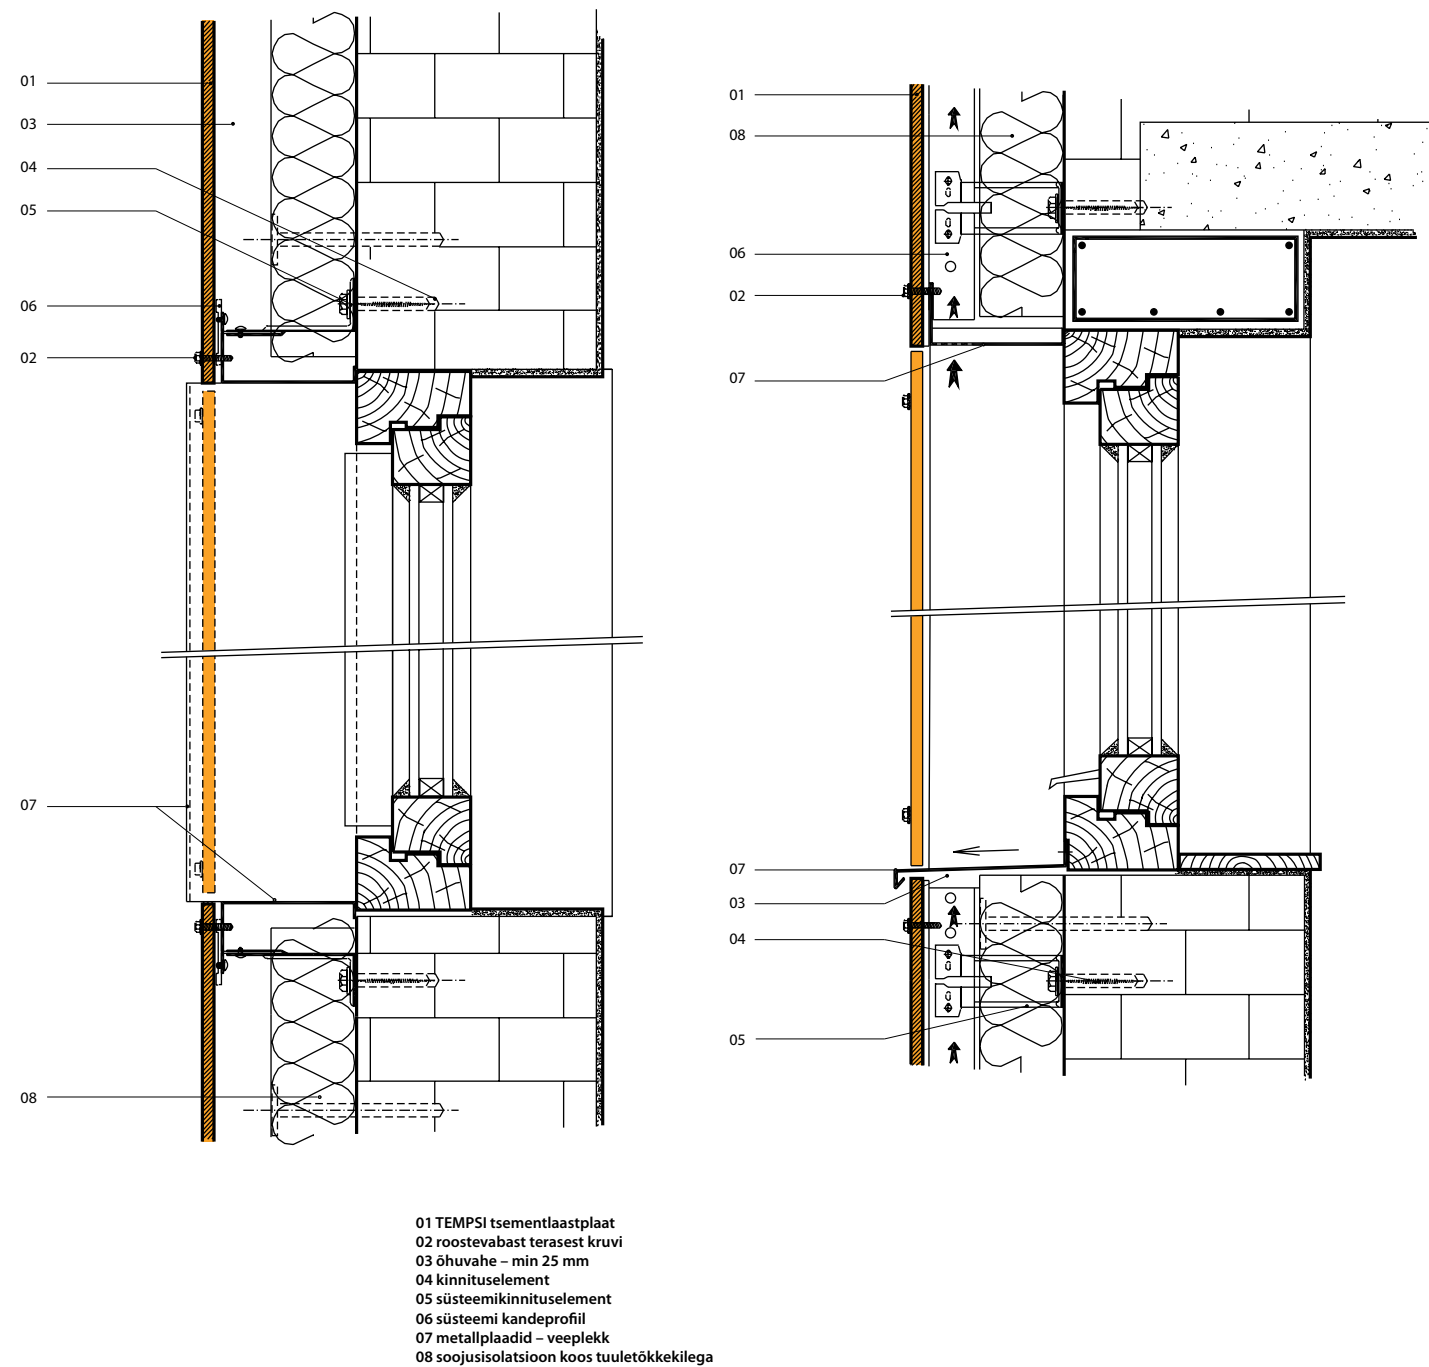 01
03
04
05
06
02
07
08
01
08
06
02
07
07
03
04
05
01 TEMPSI tsementlaastplaat
02 roostevabast terasest kruvi
03 õhuvahe – min 25 mm
04 kinnituselement
05 süsteemikinnituselement
06 süsteemi kandeprofiil
07 metallplaadid – veeplekk
08 soojusisolatsioon koos tuuletõkkekilega